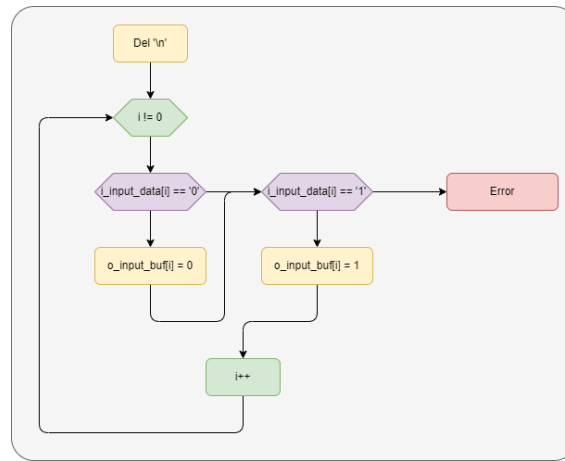 Del '\n'
i != 0
i_input_data[i] == '0'
i_input_data[i] == '1'
Error
o_input_buf[i] = 0
o_input_buf[i] = 1
i++